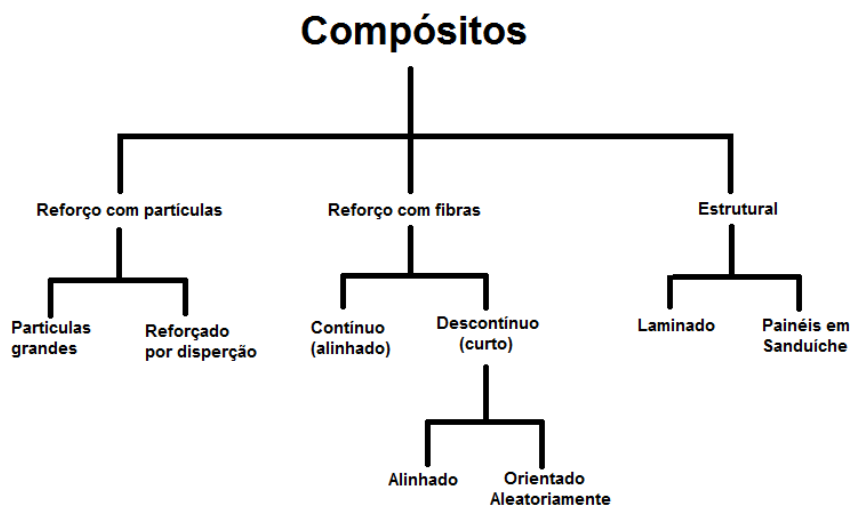 Compósitos
Reforço com partículas
Reforço com fibras
Estrutural
Particulas
grandes
Reforçado
por disperção
Contínuo
(alinhado)
Descontínuo
(curto)
Laminado
Painéis em
Sanduíche
Alinhado
Orientado
Aleatoriamente